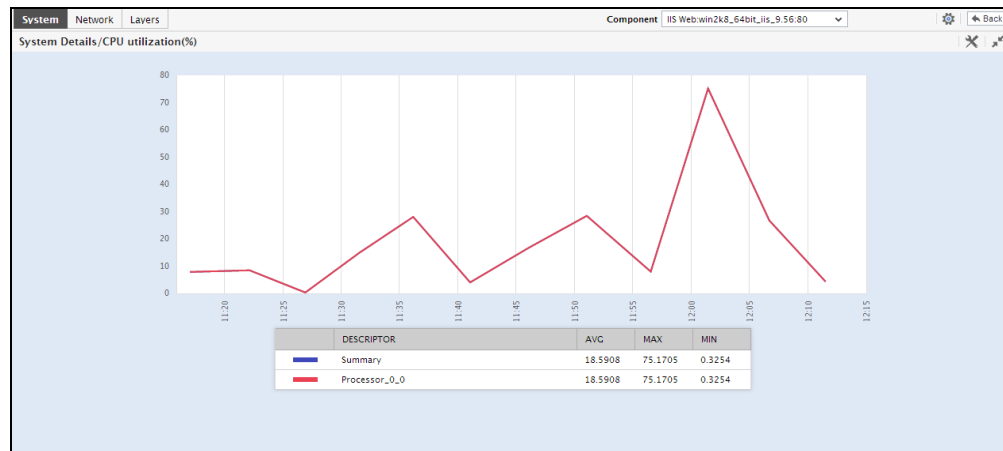 System Network Layers Component IIS Web:win2k8_64bit_iis_9.56:80 Back
System Details/CPU utilization(%)
80
70
60
50
40
30
20
10
0
11:20 11:25 11:30 11:35 11:40 11:45 11:50 11:55 12:00 12:05 12:10 12:15
DESCRIPTOR AVG MAX MIN
Summary 18.5908 75.1705 0.3254
Processor_0_0 18.5908 75.1705 0.3254